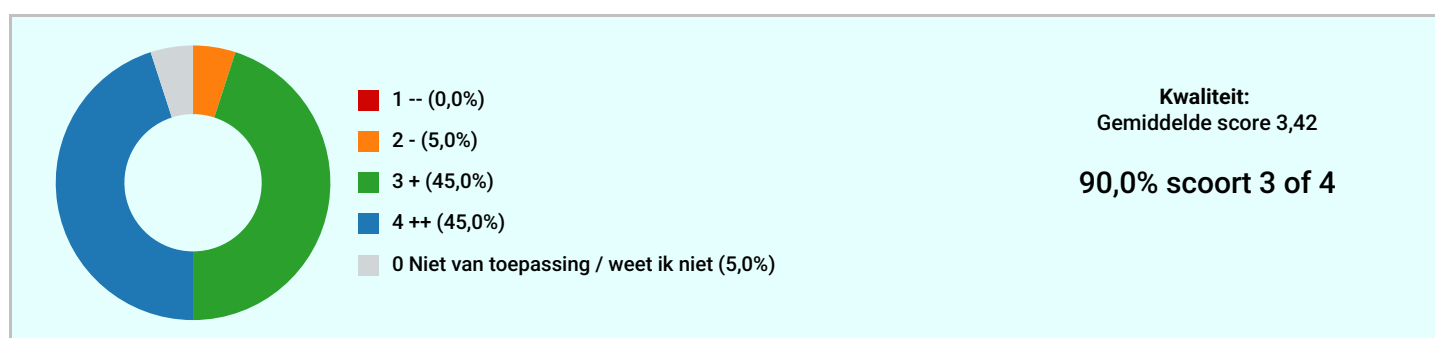 1 -- (0,0%)
2 - (5,0%)
3 + (45,0%)
4 ++ (45,0%)
0 Niet van toepassing / weet ik niet (5,0%)
Kwaliteit:
Gemiddelde score 3,42
90,0% scoort 3 of 4